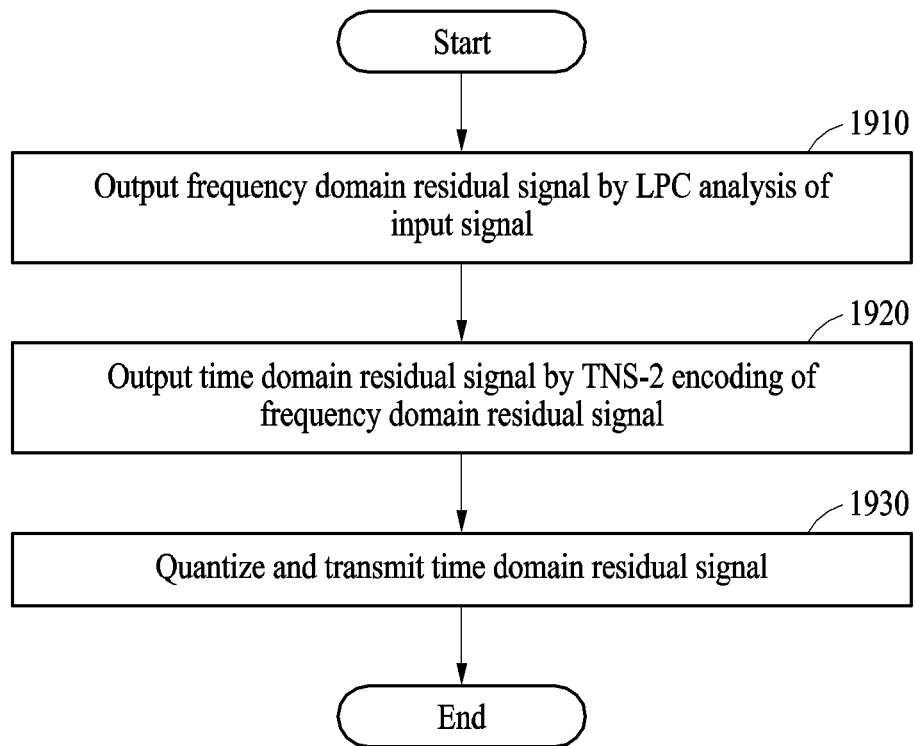 Start
1910
Output frequency domain residual signal by LPC analysis of
input signal
1920
Output time domain residual signal by TNS-2 encoding of
frequency domain residual signal
1930
Quantize and transmit time domain residual signal
End